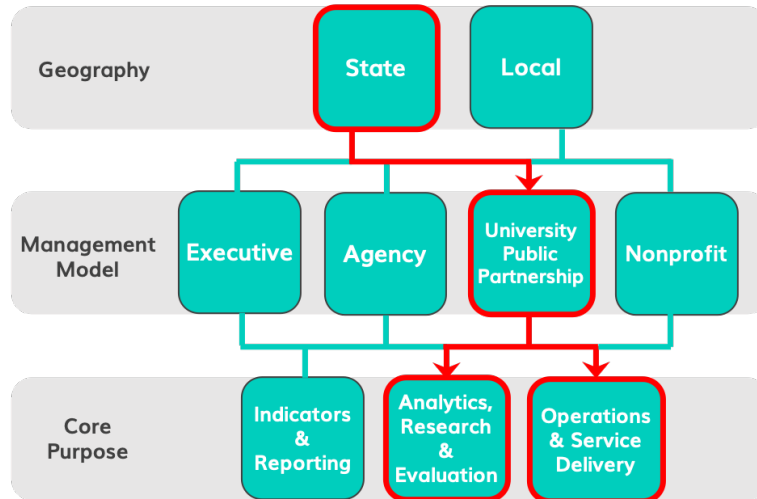 Geography
State
Local
Management
Model
Executive
Agency
University
Public
Partnership
Nonprofit
Core
Purpose
Indicators
&
Reporting
Analytics,
Research
&
Evaluation
Operations
& Service
Delivery